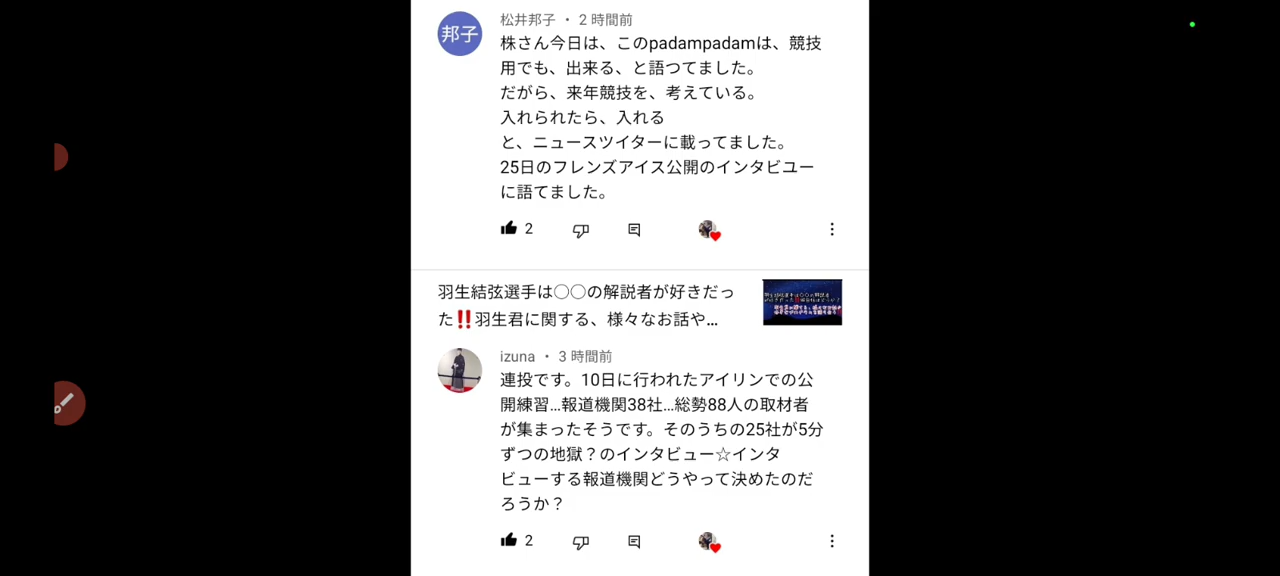 邦子
松井邦子 ・ 2 時間前
株さん今日は、このpadampadamは、競技
用でも、出来る、と語つてました。
だがら、来年競技を、考えている。
入れられたら、入れる
と、ニュースツイターに載ってました。
25日のフレンズアイス公開のインタビユー
に語てました。
2
羽生結弦選手は〇〇の解説者が好きだっ
た‼️羽生君に関する、様々なお話や...
izuna ・ 3 時間前
連投です。10日に行われたアイリンでの公
開練習...報道機関38社...総勢88人の取材者
が集まったそうです。そのうちの25社が5分
ずつの地獄？のインタビュー☆インタ
ビューする報道機関どうやって決めたのだ
ろうか？
2